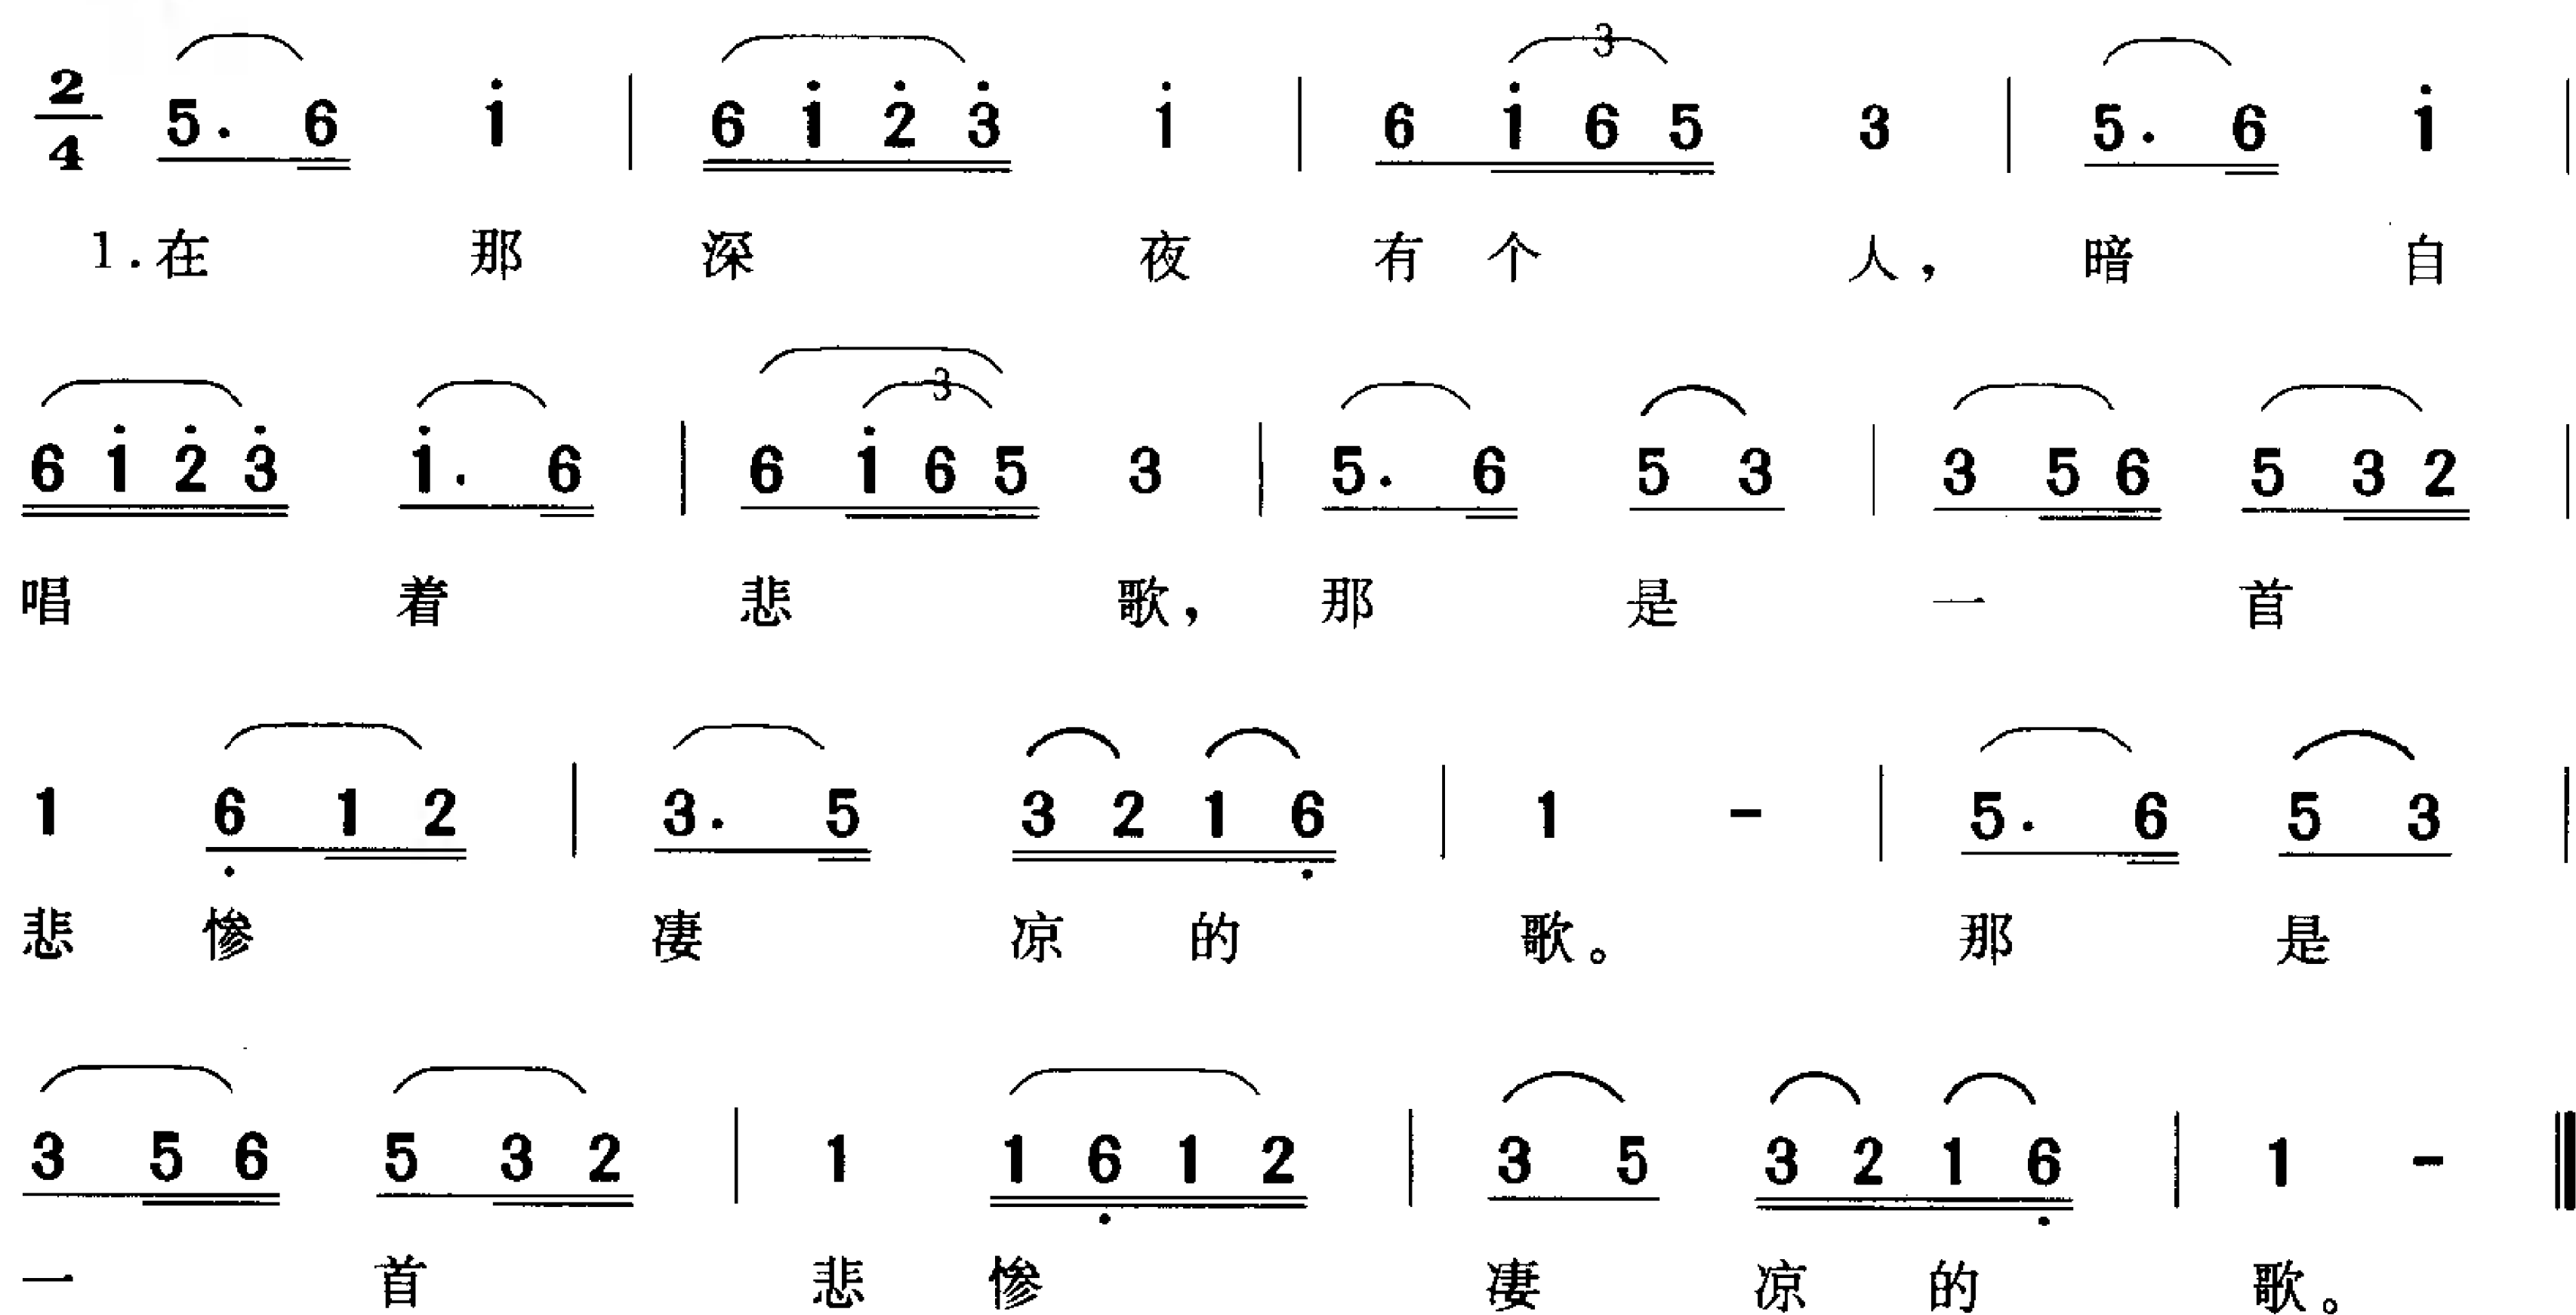 2/4 5. 6 i | 6 i 2̇ 3̇ i | 6 i 6 5 3 | 5. 6 i |
1.在 那 深 夜 有 个 人， 暗 自
6 i 2̇ 3̇ i. 6 | 6 i 6 5 3 | 5. 6 5 3 | 3 5 6 5 3 2 |
唱 着 悲 歌， 那 是 一 首
1 6̣ 1 2 | 3. 5 3 2 1 6̣ | 1 - | 5. 6 5 3 |
悲 惨 凄 凉 的 歌。 那 是
3 5 6 5 3 2 | 1 1 6̣ 1 2 | 3 5 3 2 1 6̣ | 1 - ‖
一 首 悲 惨 凄 凉 的 歌。